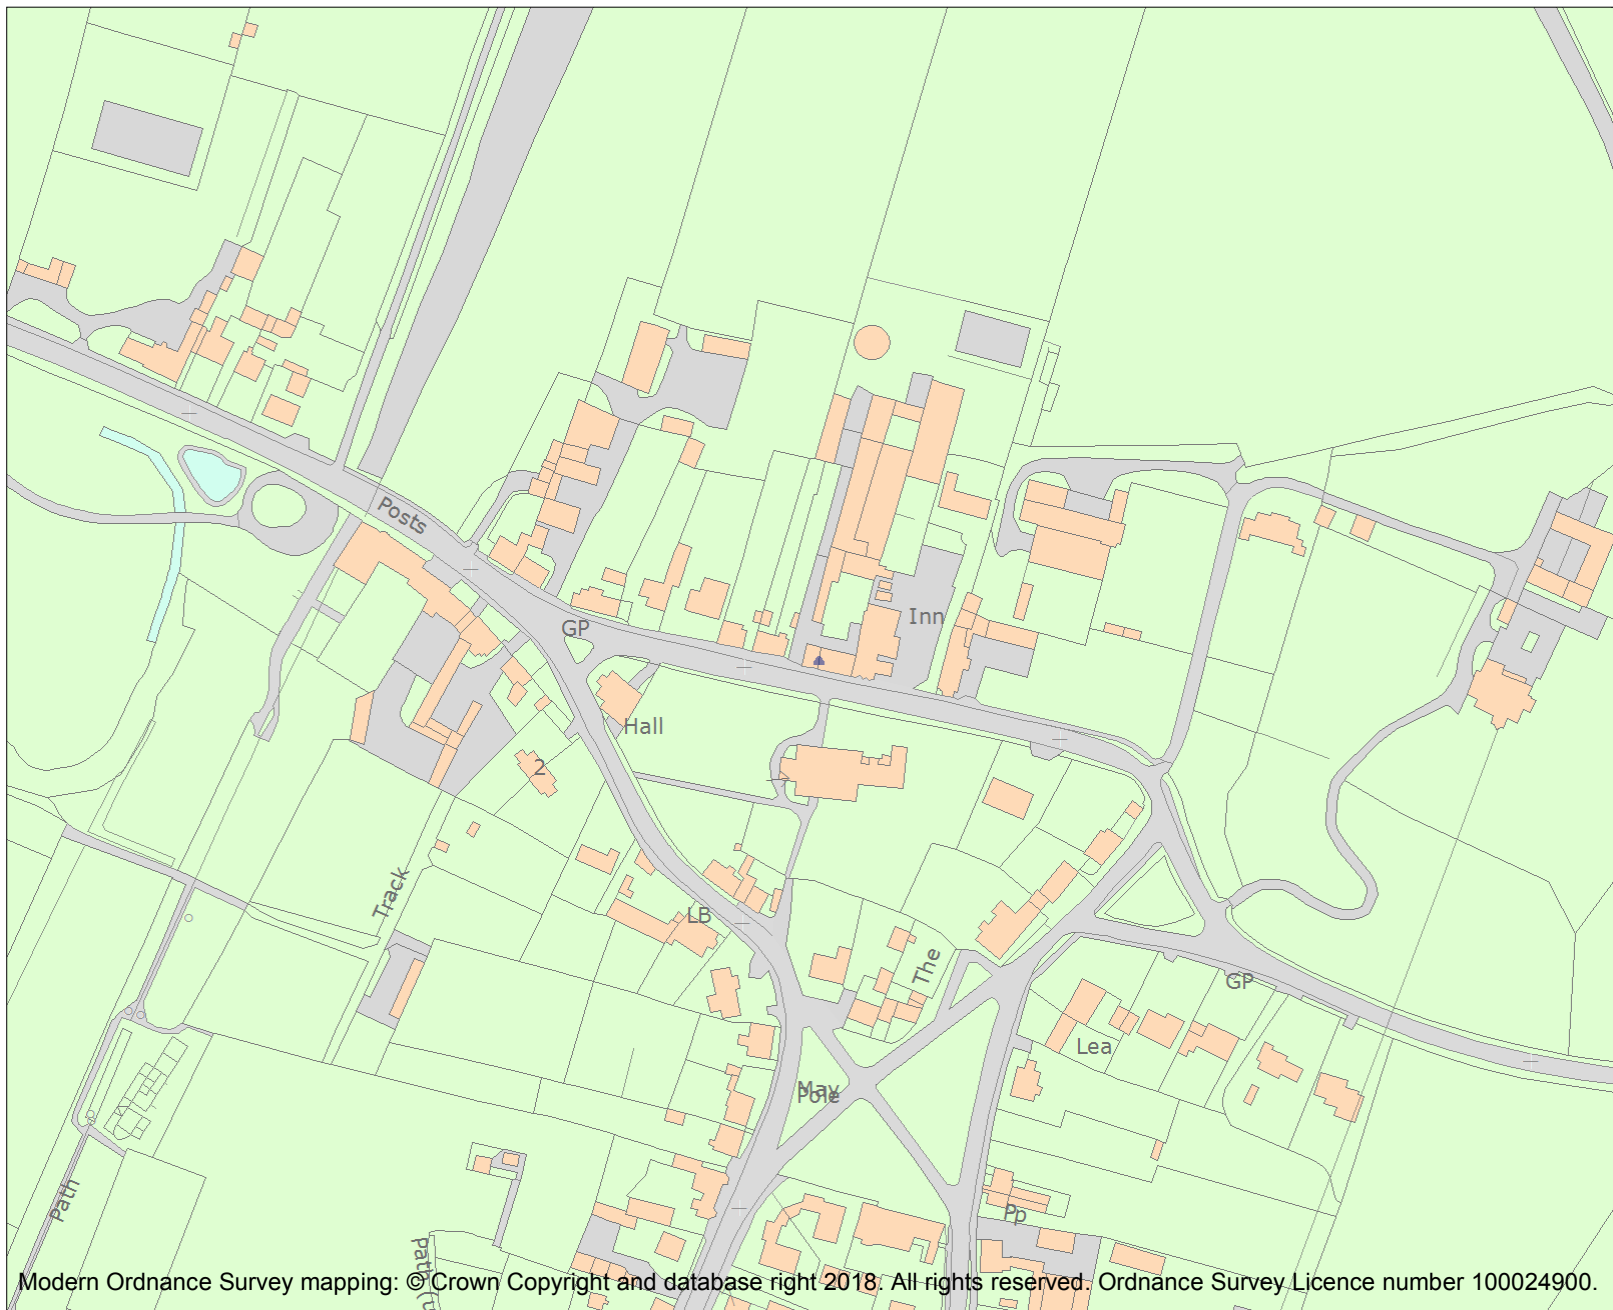 Posts
GP
Inn
Hall
2
Track
LB
The
GP
Lea
May
Pole
Path
Pp
Path
Modern Ordnance Survey mapping: © Crown Copyright and database right 2018. All rights reserved. Ordnance Survey Licence number 100024900.